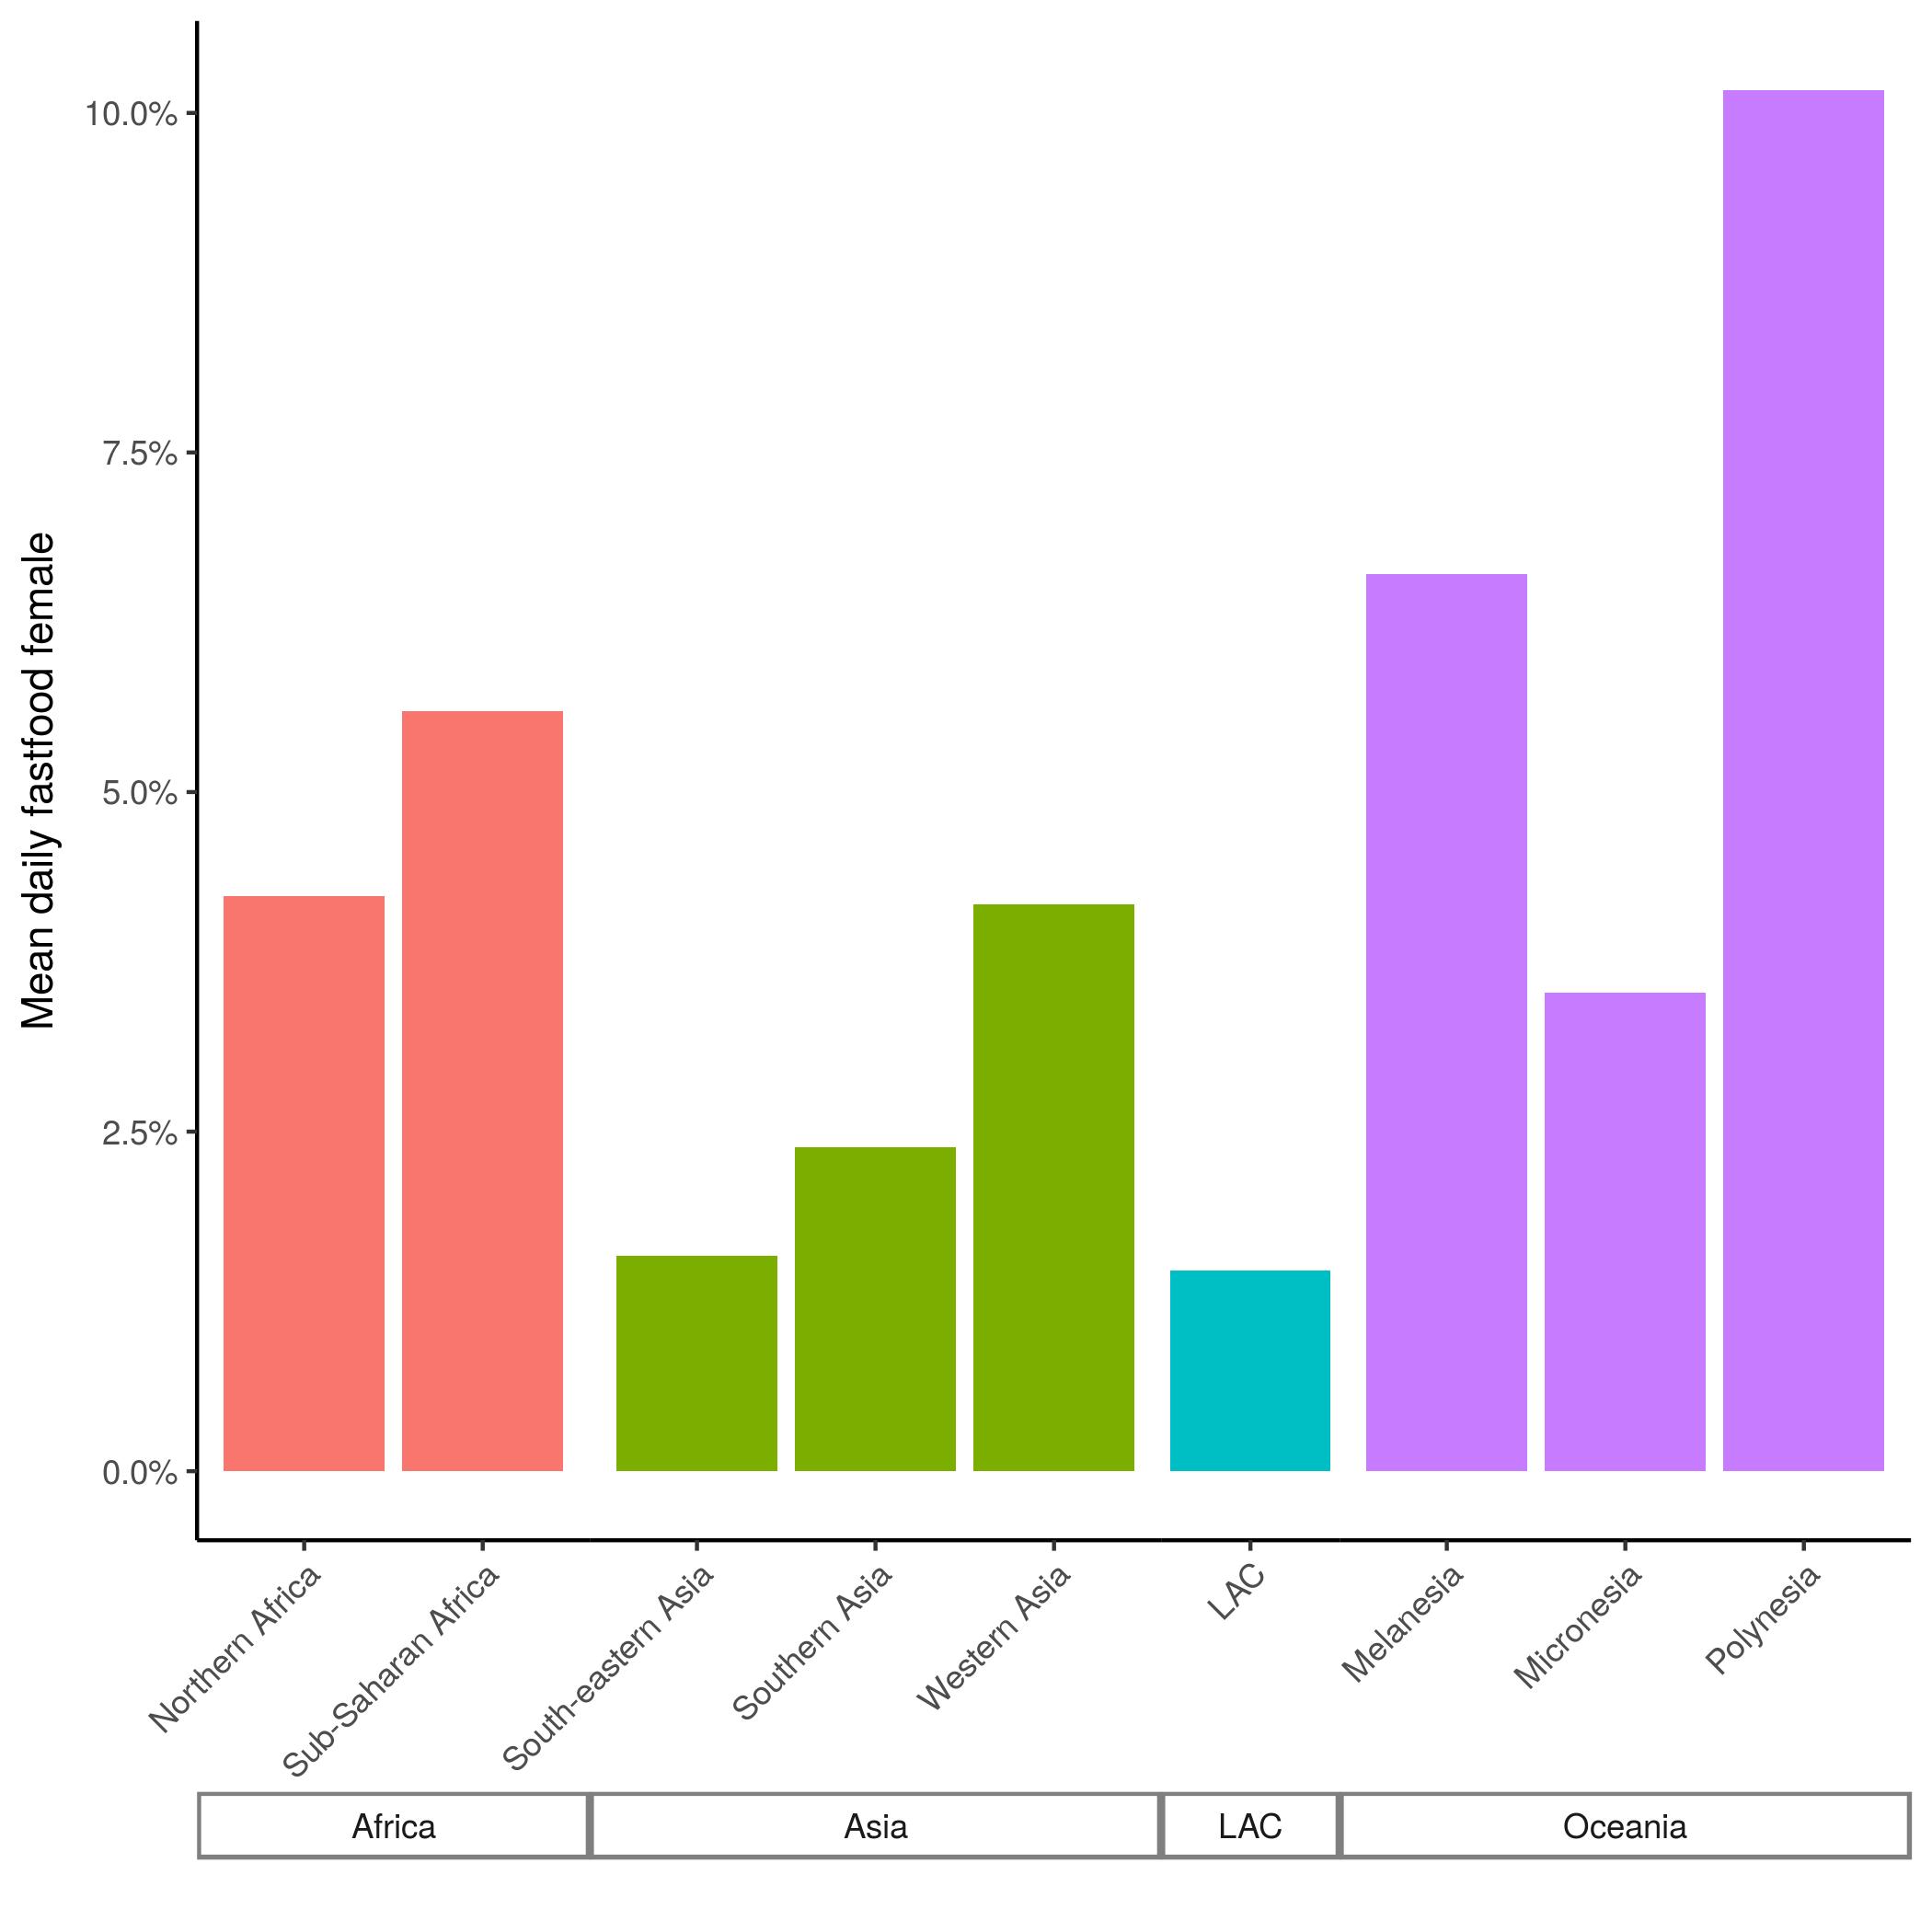 Mean daily fastfood female
10.0%
7.5%
5.0%
2.5%
0.0%
Northern Africa
Sub-Saharan Africa
South-eastern Asia
Southern Asia
Western Asia
LAC
Melanesia
Micronesia
Polynesia
Africa
Asia
LAC
Oceania